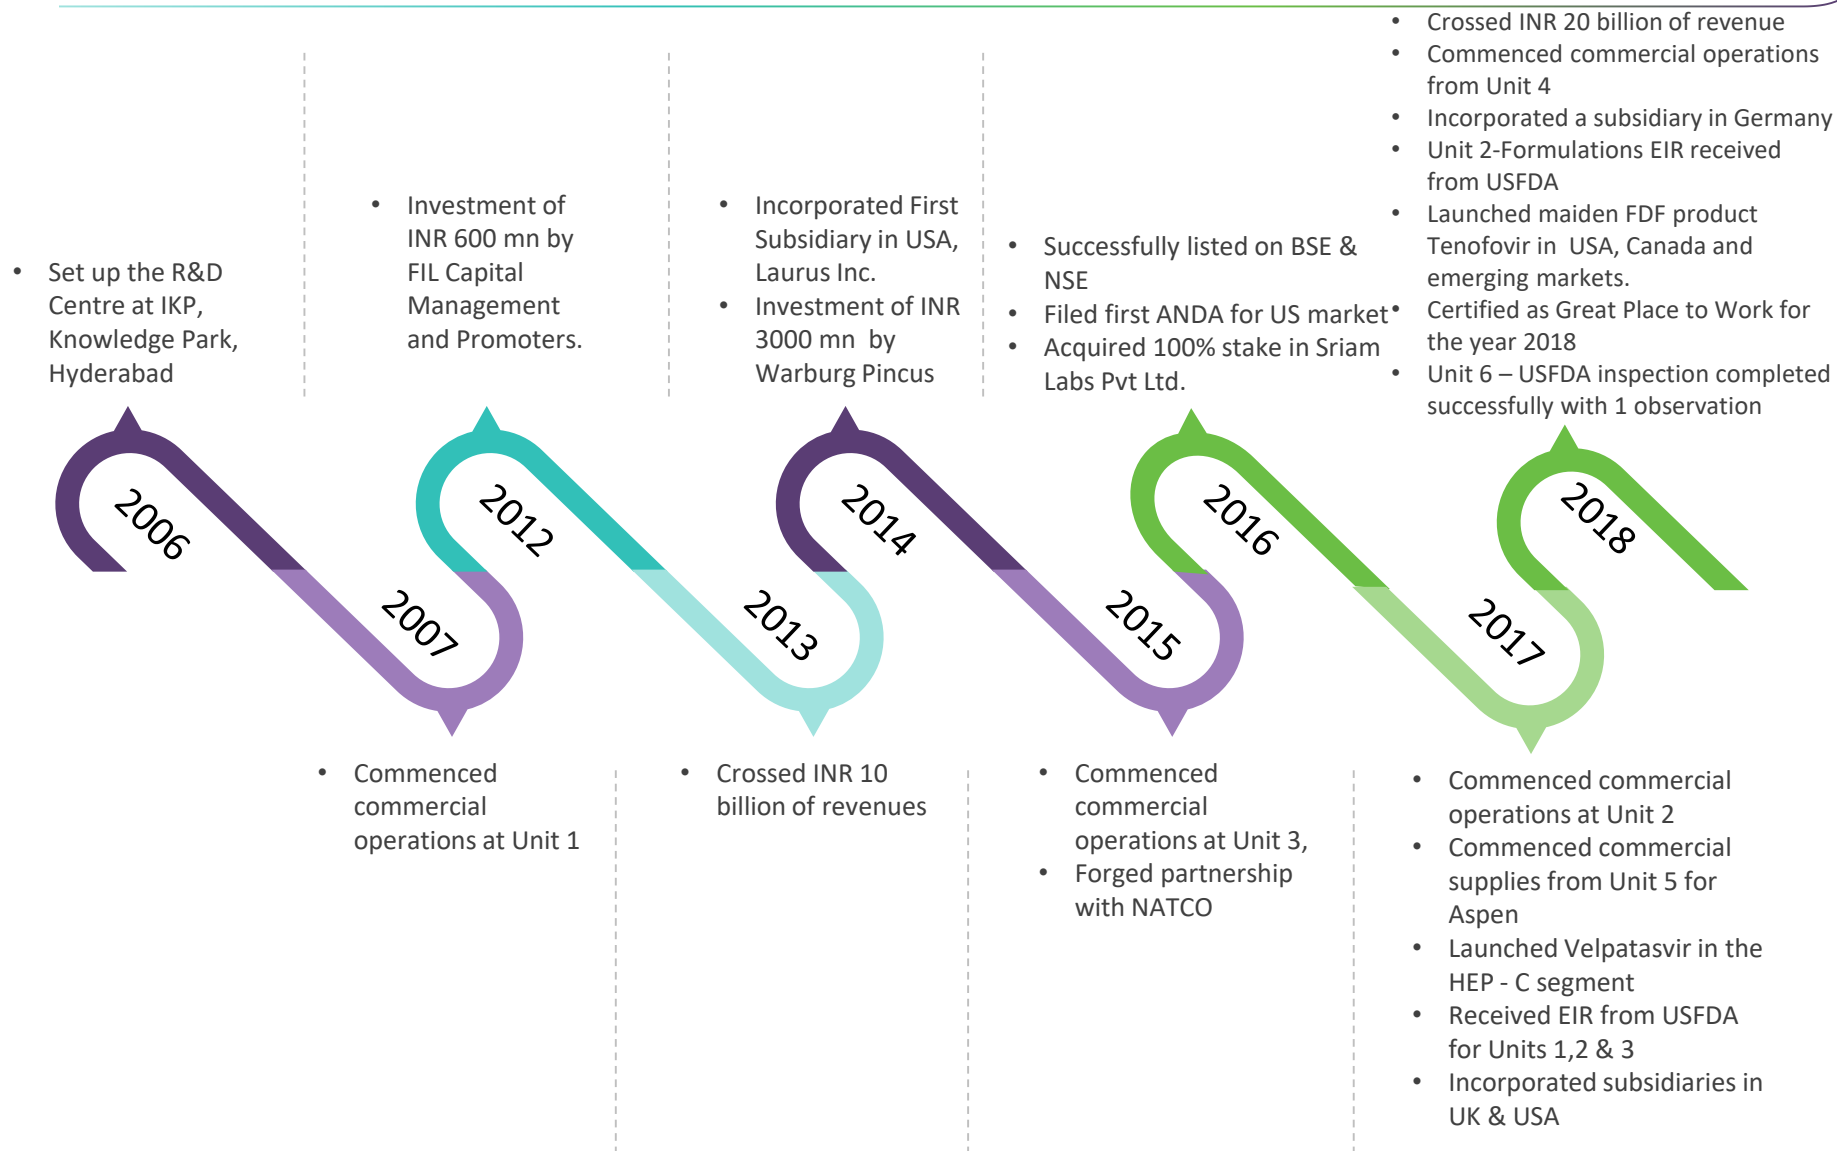 • Set up the R&D
Centre at IKP,
Knowledge Park,
Hyderabad
2006
2007
• Commenced
commercial
operations at Unit 1
• Investment of
INR 600 mn by
FIL Capital
Management
and Promoters.
2012
2013
• Crossed INR 10
billion of revenues
• Incorporated First
Subsidiary in USA,
Laurus Inc.
• Investment of INR
3000 mn by
Warburg Pincus
2014
2015
• Commenced
commercial
operations at Unit 3,
• Forged partnership
with NATCO
• Successfully listed on BSE &
NSE
• Filed first ANDA for US market
• Acquired 100% stake in Sriam
Labs Pvt Ltd.
2016
2017
• Commenced commercial
operations at Unit 2
• Commenced commercial
supplies from Unit 5 for
Aspen
• Launched Velpatasvir in the
HEP - C segment
• Received EIR from USFDA
for Units 1,2 & 3
• Incorporated subsidiaries in
UK & USA
• Crossed INR 20 billion of revenue
• Commenced commercial operations
from Unit 4
• Incorporated a subsidiary in Germany
• Unit 2-Formulations EIR received
from USFDA
• Launched maiden FDF product
Tenofovir in USA, Canada and
emerging markets.
• Certified as Great Place to Work for
the year 2018
• Unit 6 – USFDA inspection completed
successfully with 1 observation
2018